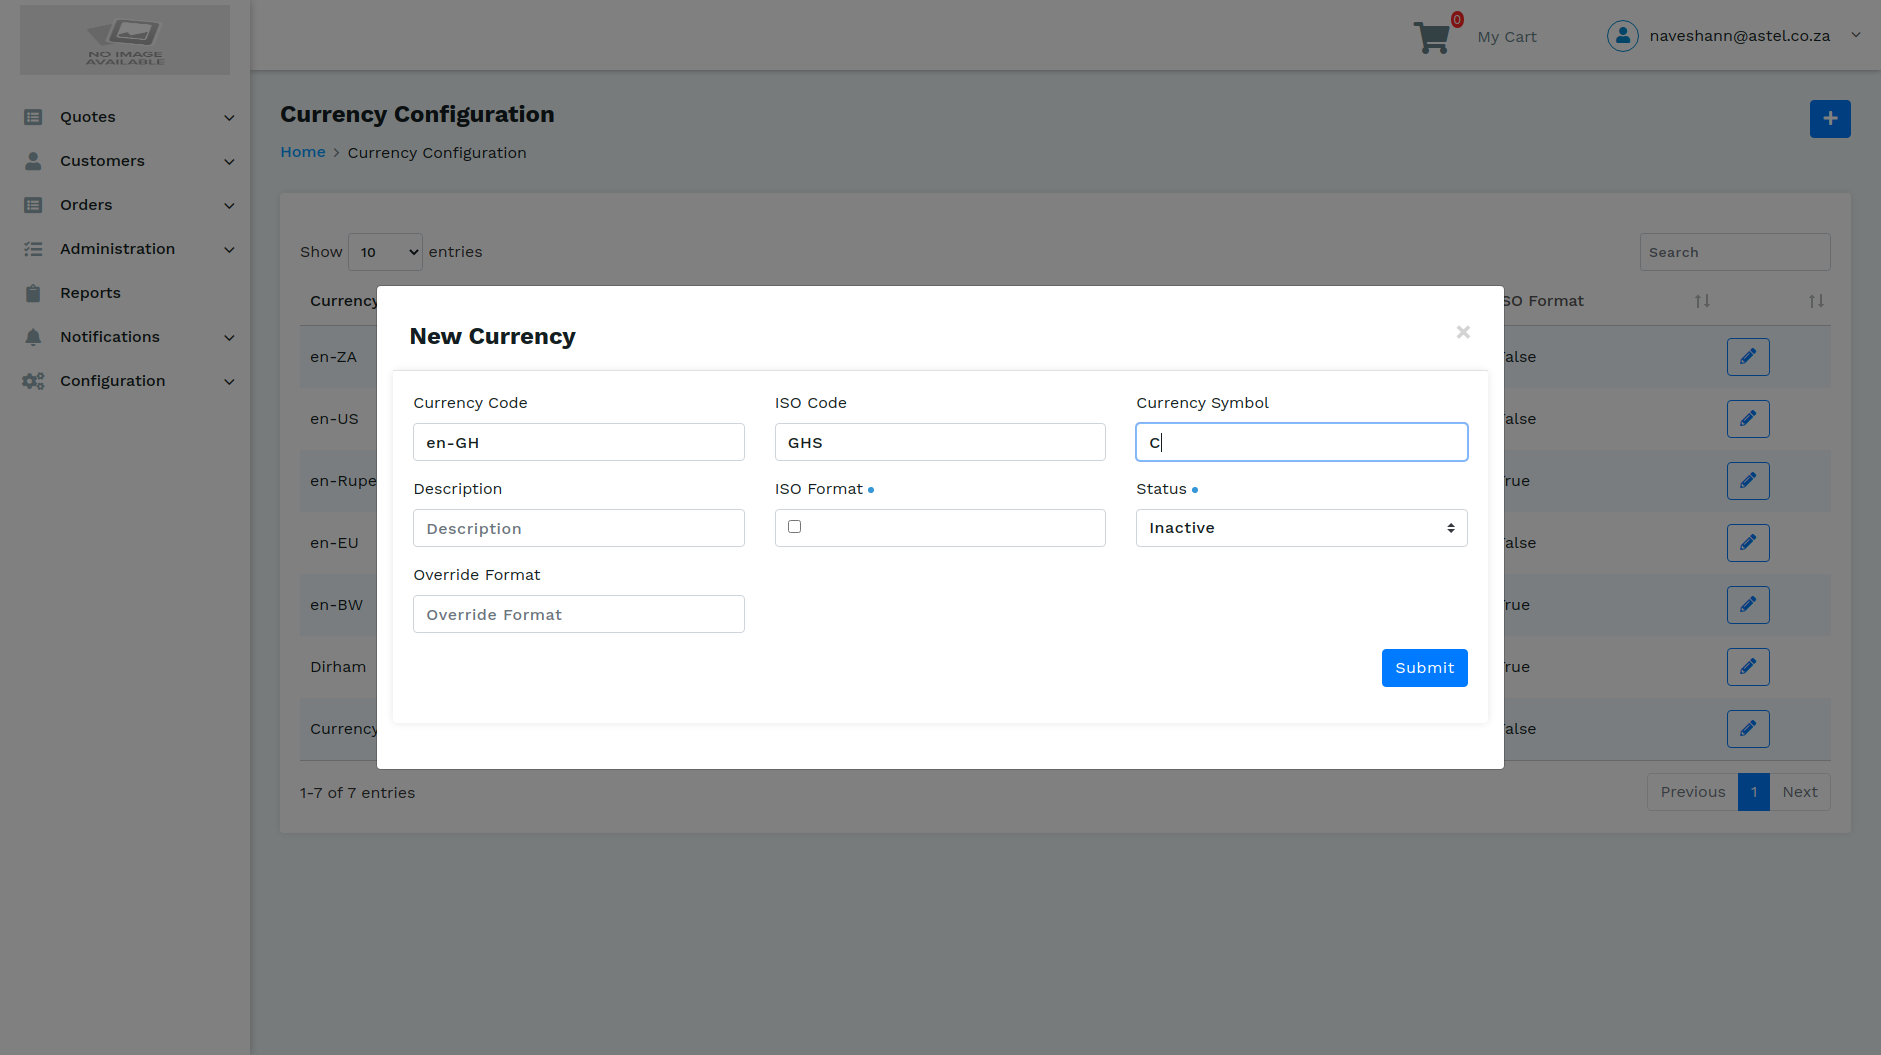 NO IMAGE
AVAILABLE
0
My Cart
naveshann@astel.co.za
Quotes
Customers
Orders
Administration
Reports
Notifications
Configuration
Currency Configuration
Home > Currency Configuration
Show 10 entries
Search
Currency
SO Format
en-ZA
alse
en-US
alse
en-Rupe
rue
en-EU
alse
en-BW
rue
Dirham
rue
Currency
alse
New Currency
×
Currency Code
ISO Code
Currency Symbol
en-GH
GHS
C
Description
ISO Format
Status
Description
Inactive
Override Format
Override Format
Submit
1-7 of 7 entries
Previous 1 Next